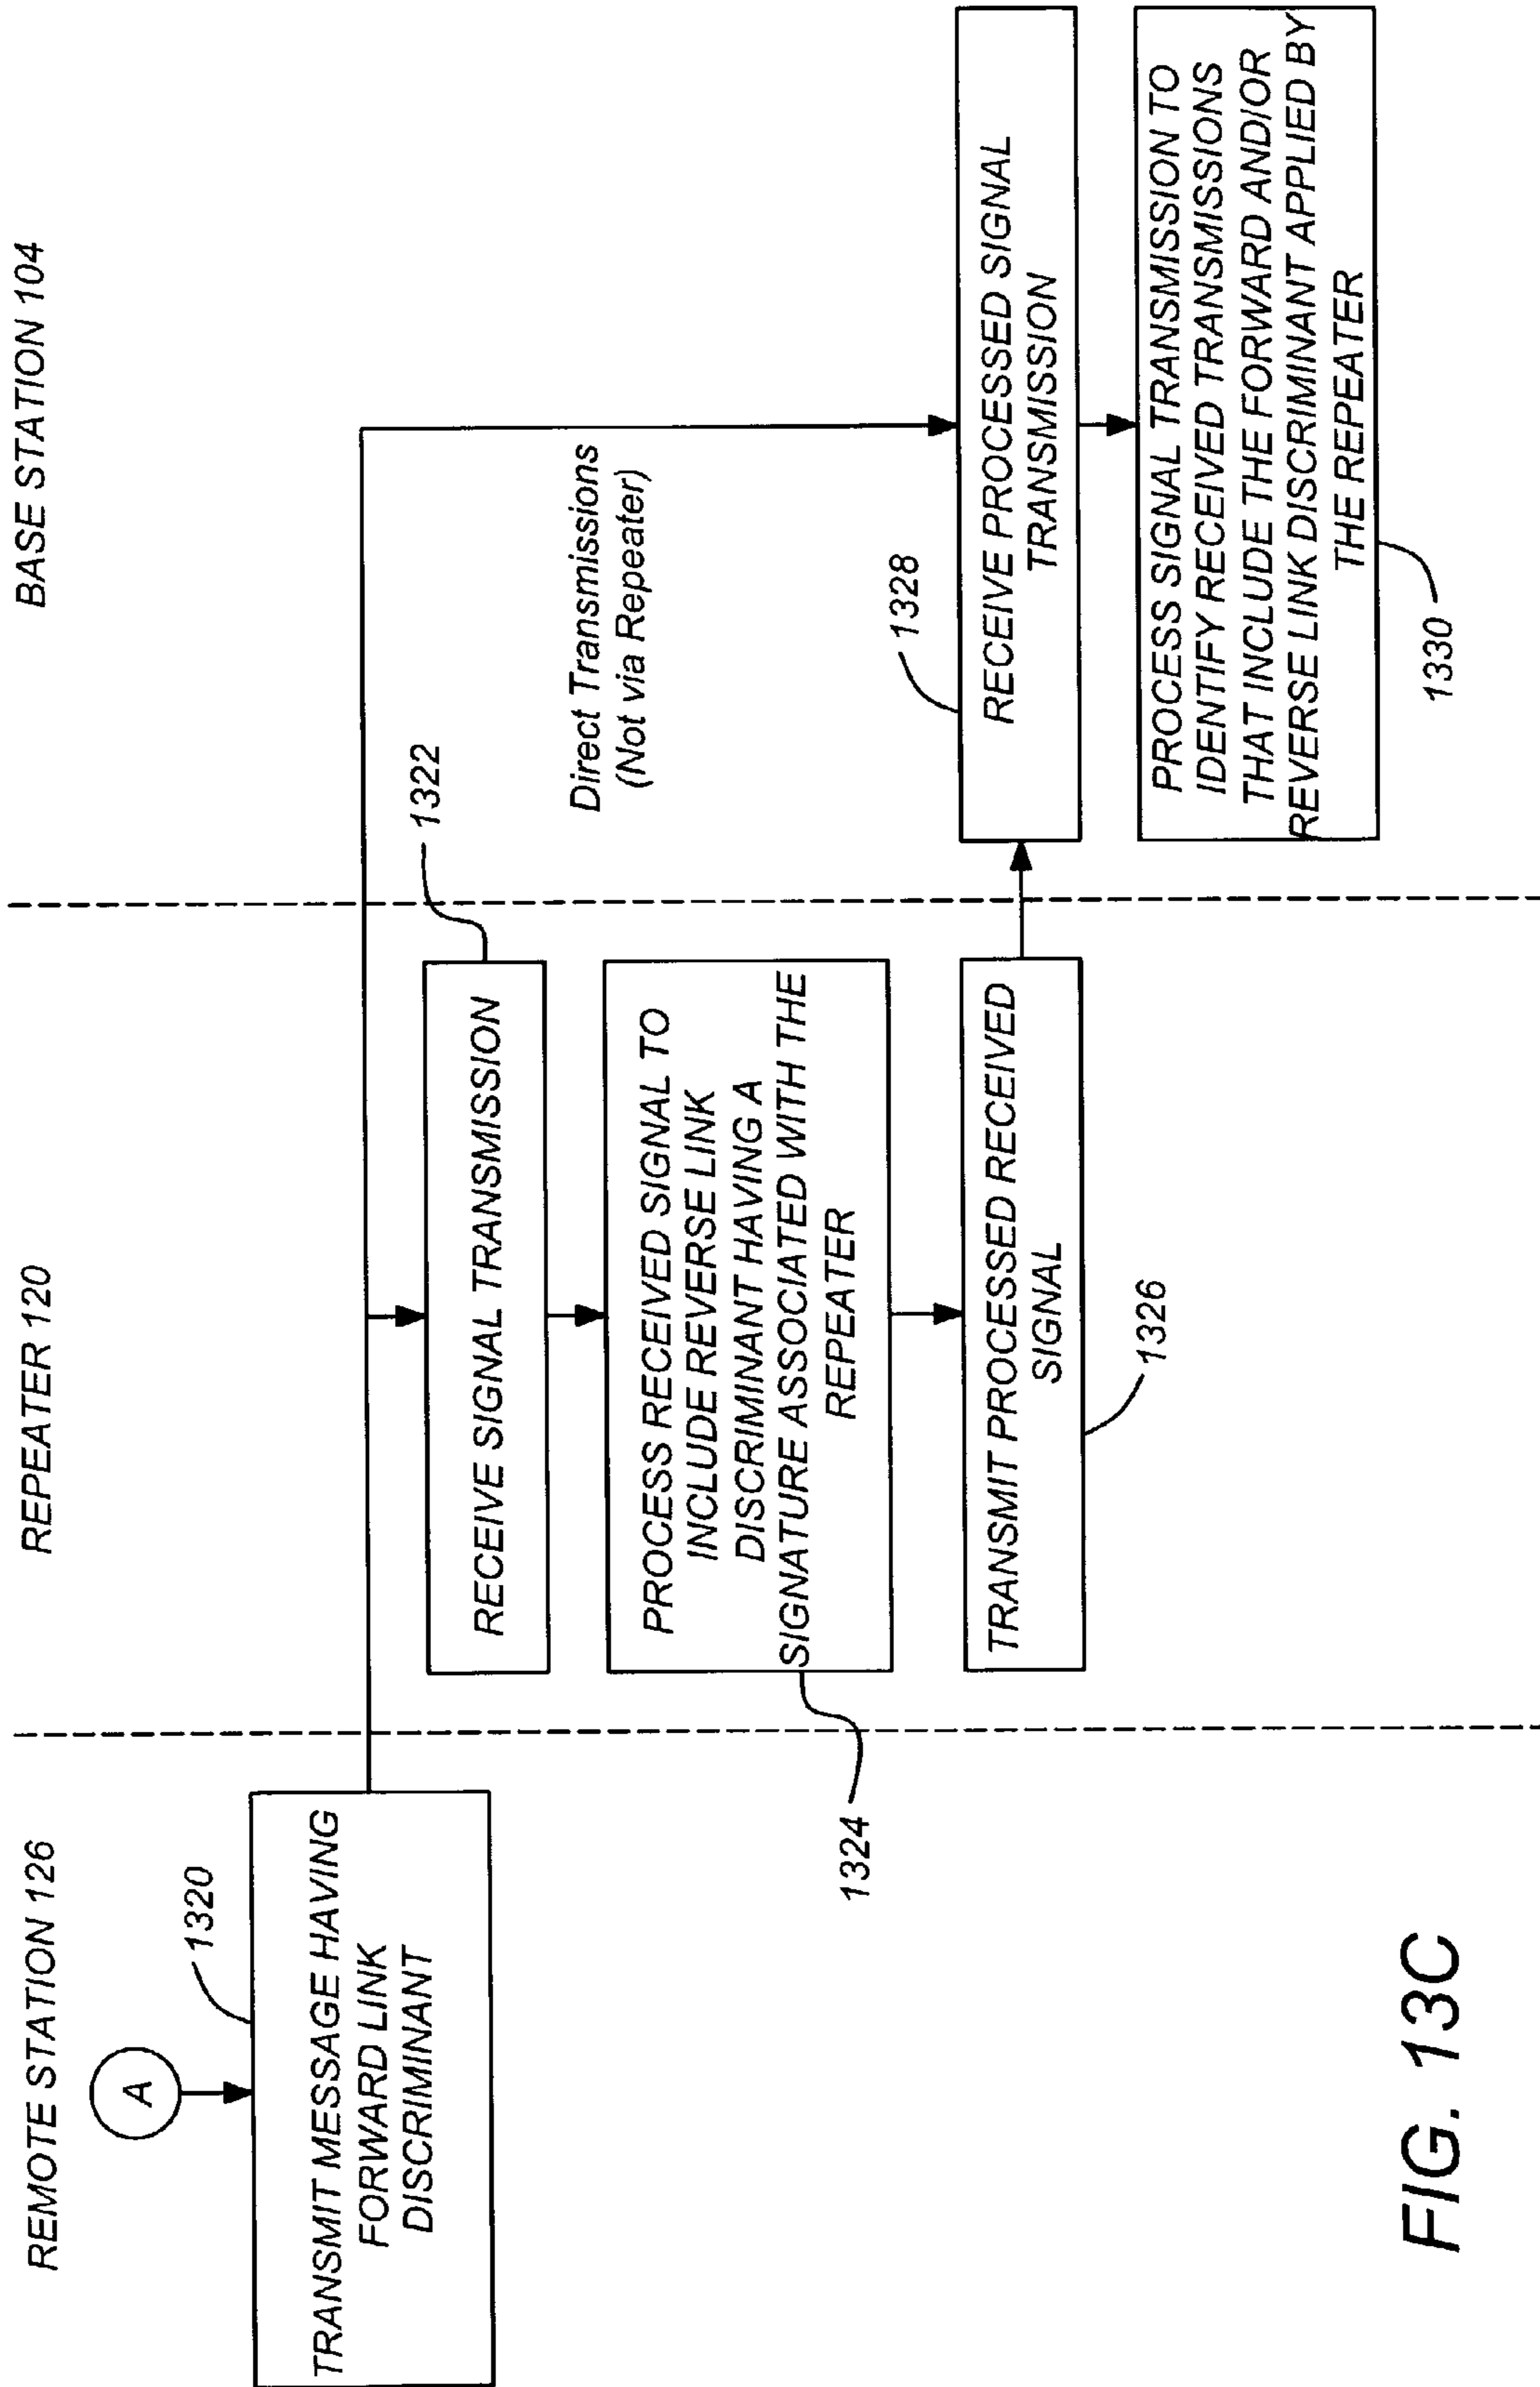 REMOTE STATION 126
REPEATER 120
BASE STATION 104
A
1320
TRANSMIT MESSAGE HAVING
FORWARD LINK
DISCRIMINANT
1322
RECEIVE SIGNAL TRANSMISSION
Direct Transmissions
(Not via Repeater)
PROCESS RECEIVED SIGNAL TO
INCLUDE REVERSE LINK
DISCRIMINANT HAVING A
SIGNATURE ASSOCIATED WITH THE
REPEATER
1324
TRANSMIT PROCESSED RECEIVED
SIGNAL
1326
1328
RECEIVE PROCESSED SIGNAL
TRANSMISSION
PROCESS SIGNAL TRANSMISSION TO
IDENTIFY RECEIVED TRANSMISSIONS
THAT INCLUDE THE FORWARD AND/OR
REVERSE LINK DISCRIMINANT APPLIED BY
THE REPEATER
1330
FIG. 13C